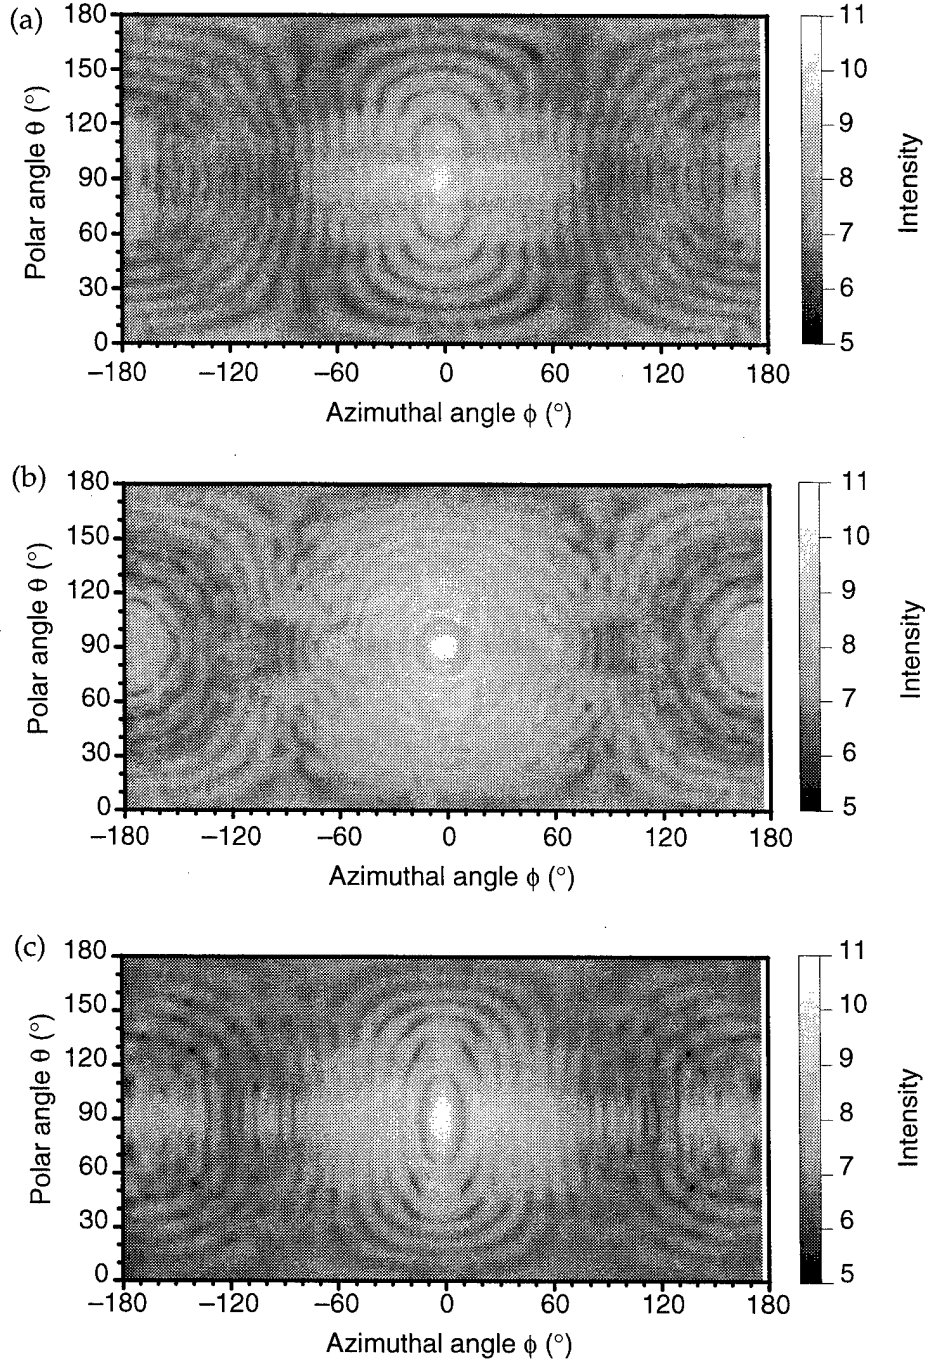 (a)
180
150
120
90
60
30
0
Polar angle θ (°)
–180 –120 –60 0 60 120 180
Azimuthal angle ϕ (°)
11
10
9
8
7
6
5
Intensity
(b)
180
150
120
90
60
30
0
Polar angle θ (°)
–180 –120 –60 0 60 120 180
Azimuthal angle ϕ (°)
11
10
9
8
7
6
5
Intensity
(c)
180
150
120
90
60
30
0
Polar angle θ (°)
–180 –120 –60 0 60 120 180
Azimuthal angle ϕ (°)
11
10
9
8
7
6
5
Intensity